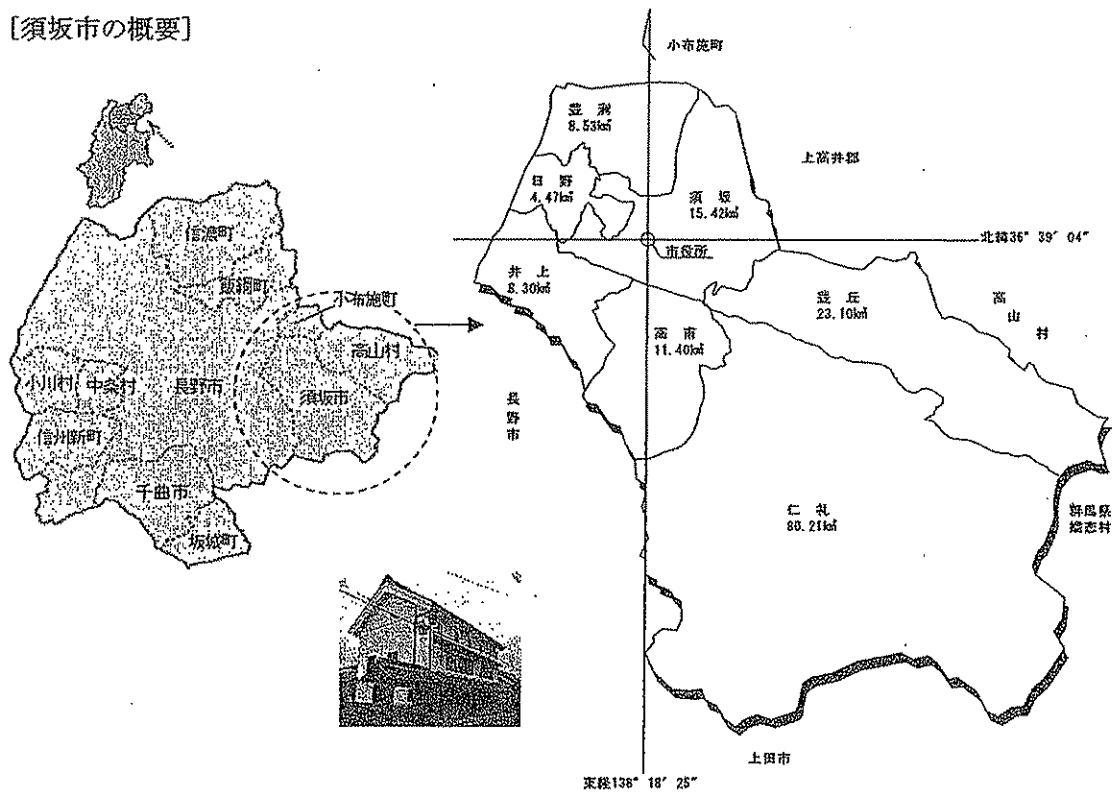 [須坂市の概要]
小布施町
豊洲
8.53k㎡
上高井郡
日野
4.47k㎡
須坂
15.42k㎡
北緯36° 39′ 04″
市役所
井上
8.30k㎡
豊丘
23.10k㎡
高山村
高甫
11.40k㎡
長野市
仁礼
80.21k㎡
群馬県
嬬恋村
上田市
東経138° 18′ 25″
信濃町
飯綱町
小布施町
高山村
小川村
中条村
長野市
須坂市
信州新町
千曲市
坂城町